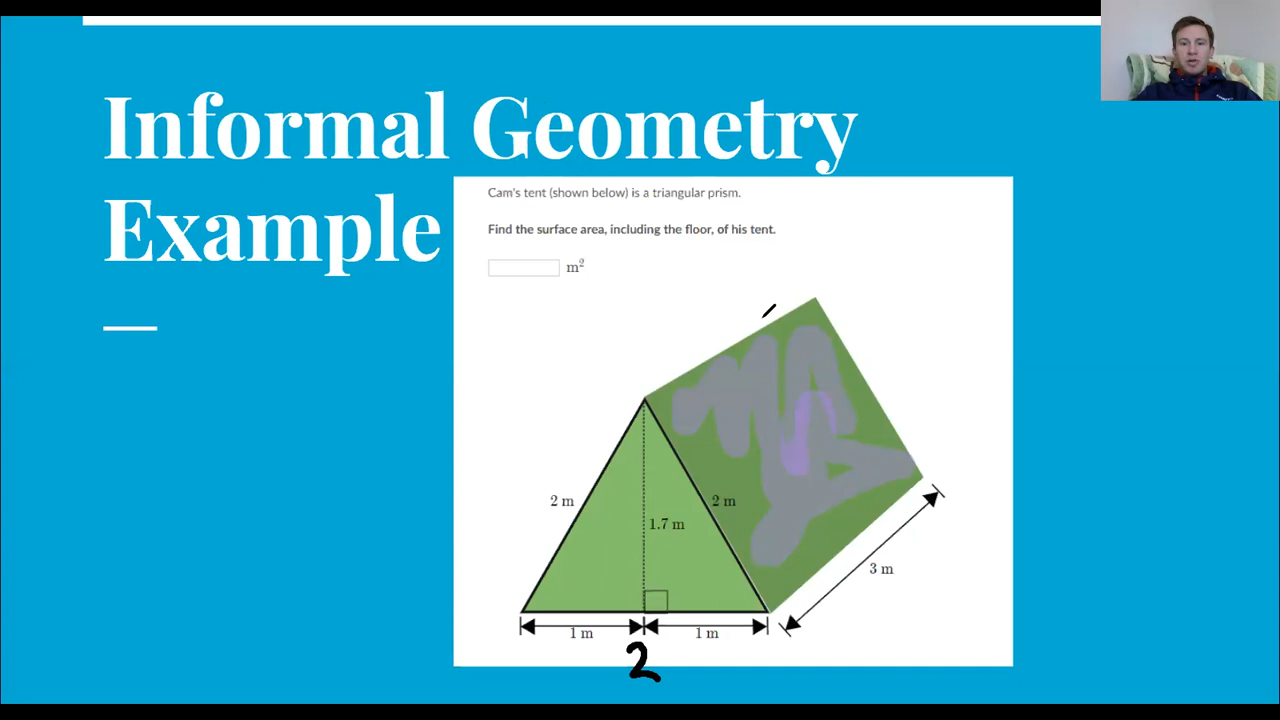 Informal Geometry
Example
Cam's tent (shown below) is a triangular prism.
Find the surface area, including the floor, of his tent.
m²
2 m
2 m
1.7 m
3 m
1 m
1 m
2